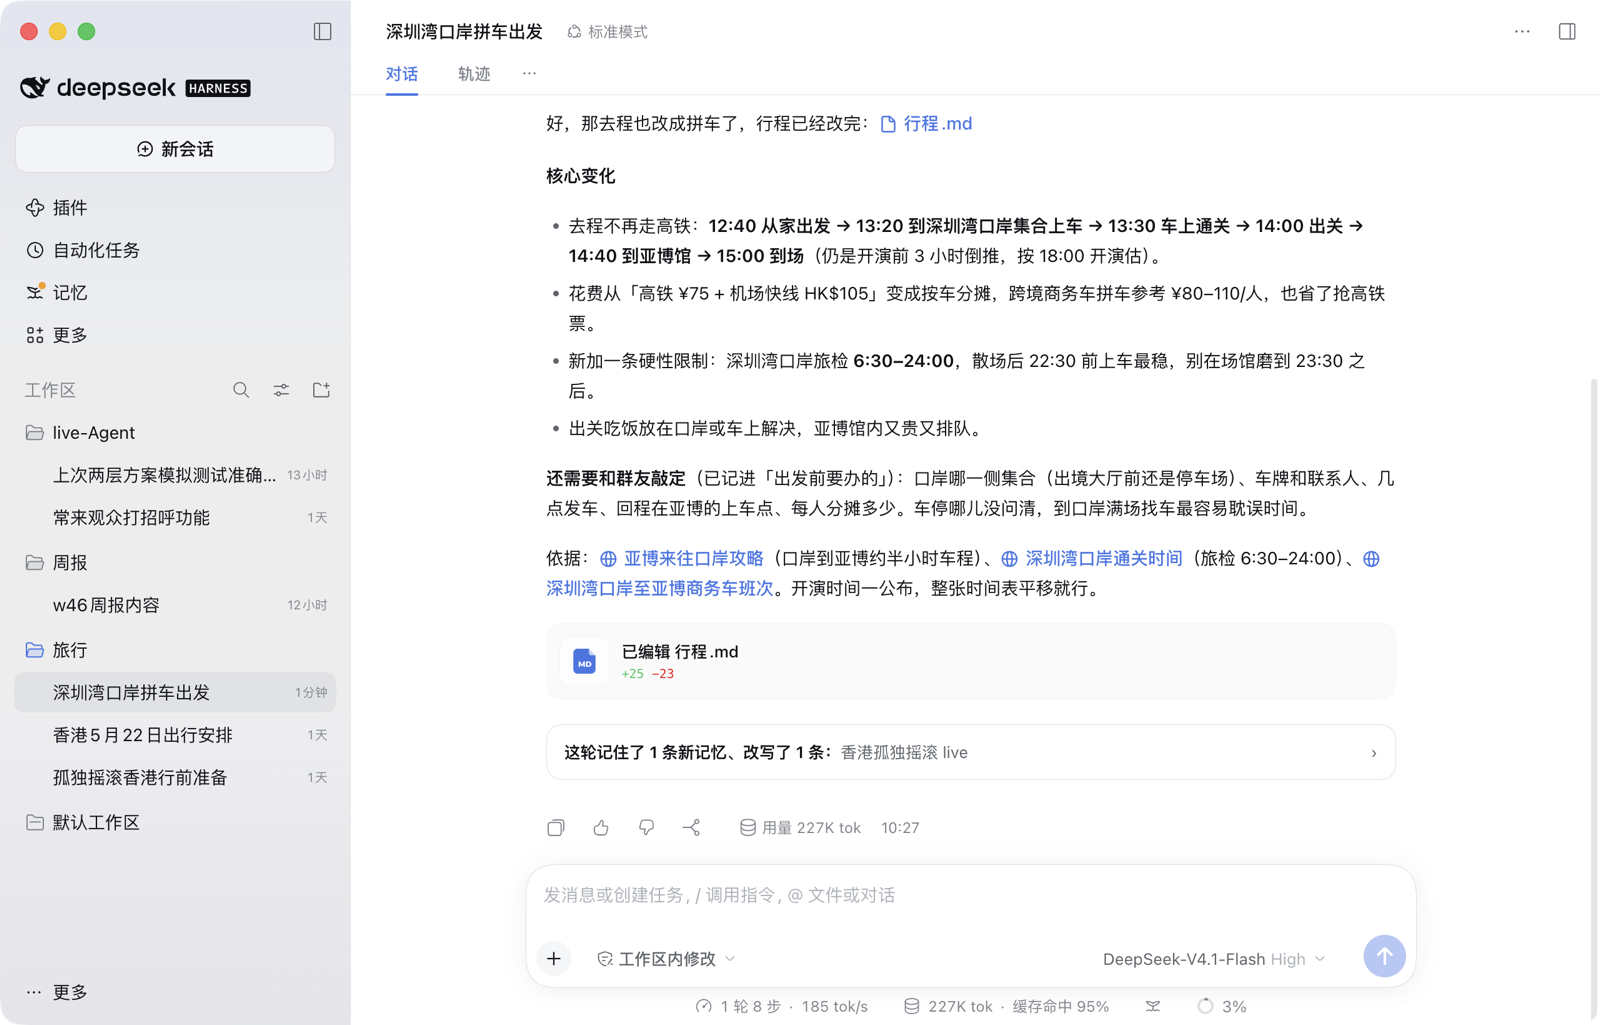 deepseek HARNESS
新会话
插件
自动化任务
记忆
更多
工作区
live-Agent
上次两层方案模拟测试准确... 13小时
常来观众打招呼功能 1天
周报
w46周报内容 12小时
旅行
深圳湾口岸拼车出发 1分钟
香港5月22日出行安排 1天
孤独摇滚香港行前准备 1天
默认工作区
... 更多
深圳湾口岸拼车出发 标准模式
对话 轨迹 ...
好，那去程也改成拼车了，行程已经改完： 行程.md
核心变化
• 去程不再走高铁：12:40 从家出发 → 13:20 到深圳湾口岸集合上车 → 13:30 车上通关 → 14:00 出关 →
14:40 到亚博馆 → 15:00 到场（仍是开演前 3 小时倒推，按 18:00 开演估）。
• 花费从「高铁 ¥75 + 机场快线 HK$105」变成按车分摊，跨境商务车拼车参考 ¥80–110/人，也省了抢高铁
票。
• 新加一条硬性限制：深圳湾口岸旅检 6:30–24:00，散场后 22:30 前上车最稳，别在场馆磨到 23:30 之
后。
• 出关吃饭放在口岸或车上解决，亚博馆内又贵又排队。
还需要和群友敲定（已记进「出发前要办的」）：口岸哪一侧集合（出境大厅前还是停车场）、车牌和联系人、几
点发车、回程在亚博的上车点、每人分摊多少。车停哪儿没问清，到口岸满场找车最容易耽误时间。
依据： 亚博来往口岸攻略（口岸到亚博约半小时车程）、 深圳湾口岸通关时间（旅检 6:30–24:00）、
深圳湾口岸至亚博商务车班次。开演时间一公布，整张时间表平移就行。
MD
已编辑 行程.md
+25 −23
这轮记住了 1 条新记忆、改写了 1 条：香港孤独摇滚 live
用量 227K tok 10:27
发消息或创建任务, / 调用指令, @ 文件或对话
工作区内修改
DeepSeek-V4.1-Flash High
1 轮 8 步 · 185 tok/s 227K tok · 缓存命中 95% 3%